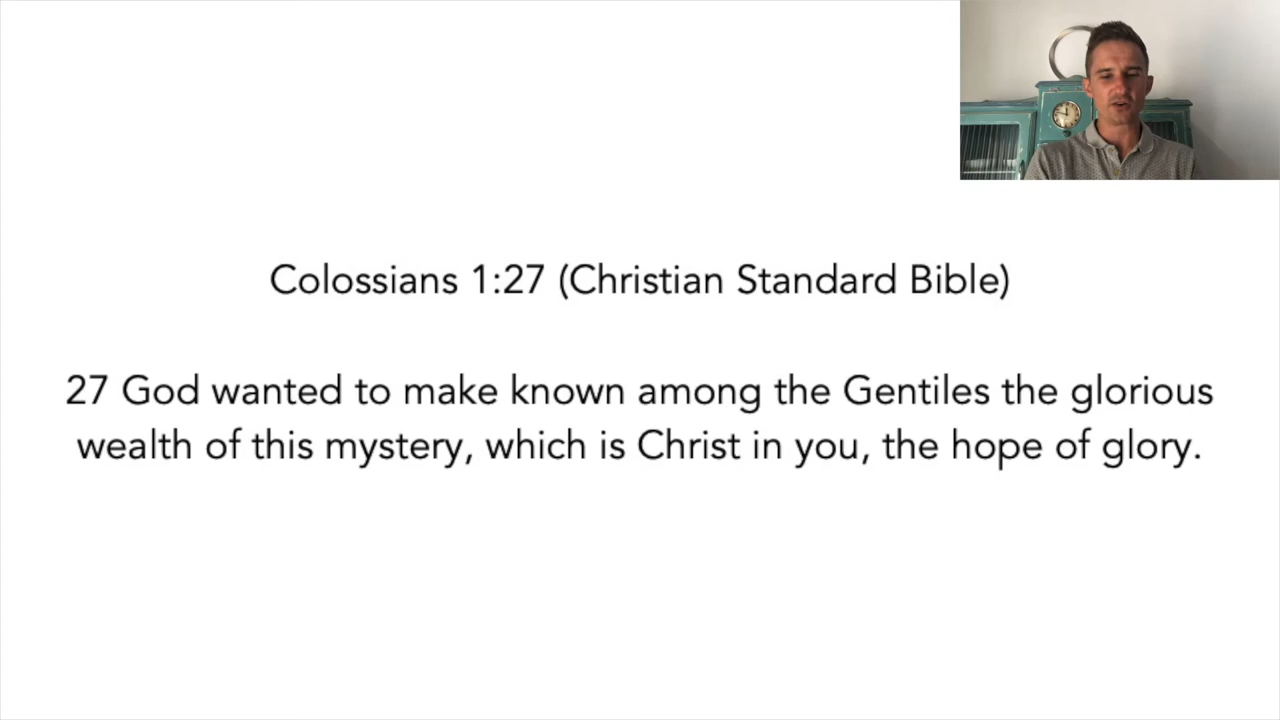 Colossians 1:27 (Christian Standard Bible)
27 God wanted to make known among the Gentiles the glorious
wealth of this mystery, which is Christ in you, the hope of glory.